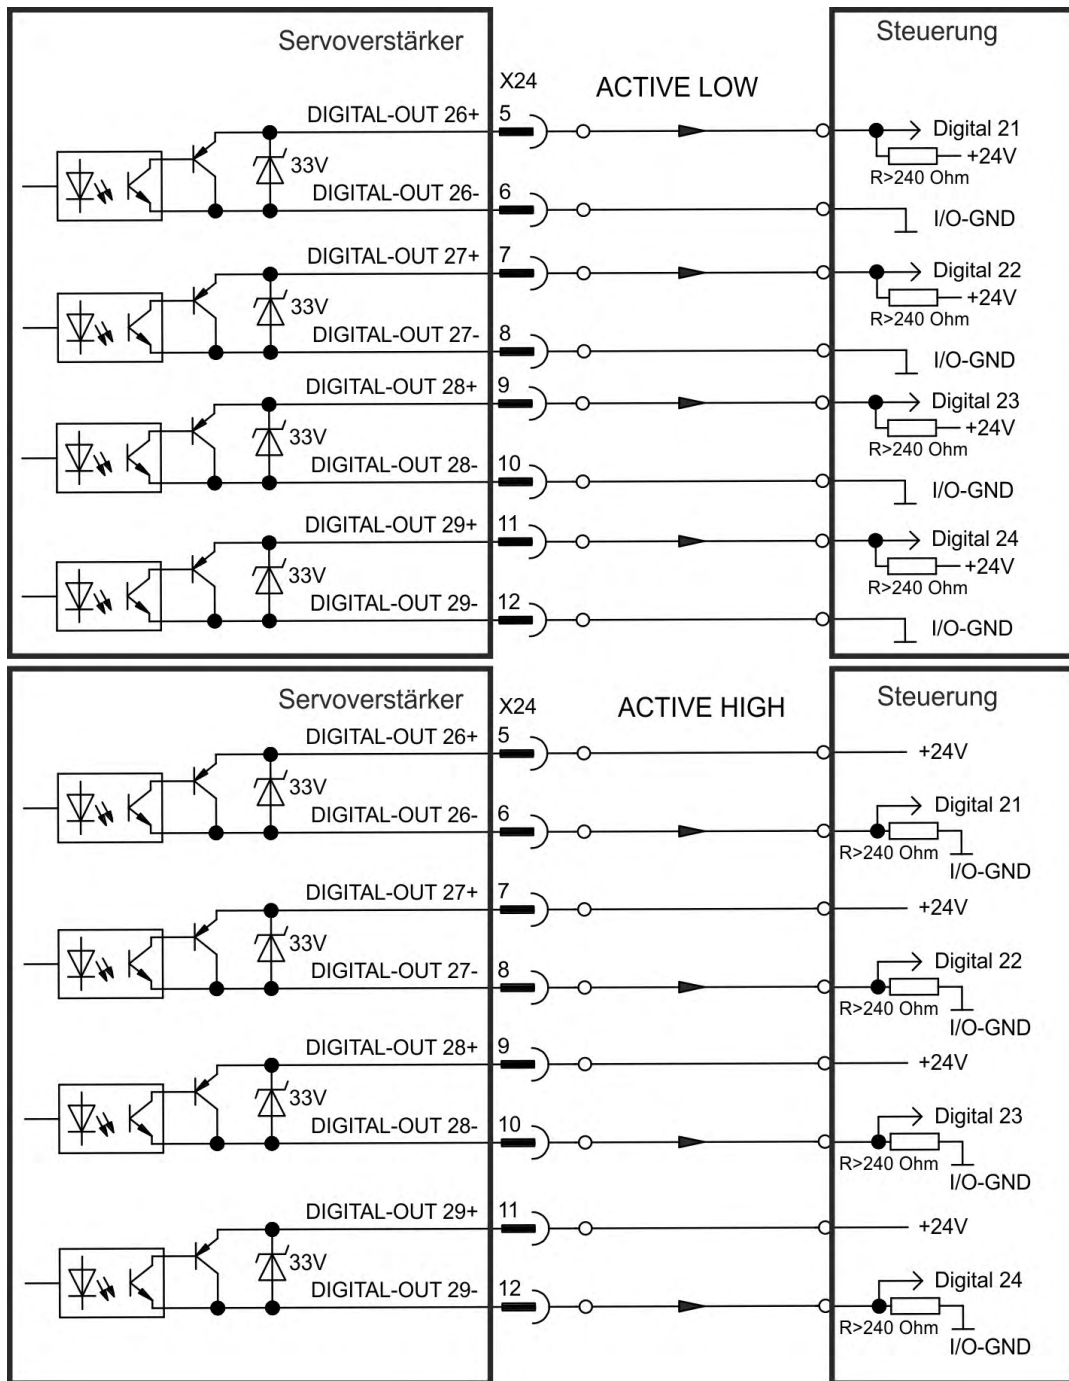 Servoverstärker
X24
ACTIVE LOW
Steuerung
DIGITAL-OUT 26+
5
Digital 21
33V
+24V
R>240 Ohm
DIGITAL-OUT 26-
6
I/O-GND
DIGITAL-OUT 27+
7
Digital 22
33V
+24V
R>240 Ohm
DIGITAL-OUT 27-
8
I/O-GND
DIGITAL-OUT 28+
9
Digital 23
33V
+24V
R>240 Ohm
DIGITAL-OUT 28-
10
I/O-GND
DIGITAL-OUT 29+
11
Digital 24
33V
+24V
R>240 Ohm
DIGITAL-OUT 29-
12
I/O-GND
Servoverstärker
X24
ACTIVE HIGH
Steuerung
DIGITAL-OUT 26+
5
+24V
33V
DIGITAL-OUT 26-
6
Digital 21
R>240 Ohm
I/O-GND
DIGITAL-OUT 27+
7
+24V
33V
DIGITAL-OUT 27-
8
Digital 22
R>240 Ohm
I/O-GND
DIGITAL-OUT 28+
9
+24V
33V
DIGITAL-OUT 28-
10
Digital 23
R>240 Ohm
I/O-GND
DIGITAL-OUT 29+
11
+24V
33V
DIGITAL-OUT 29-
12
Digital 24
R>240 Ohm
I/O-GND